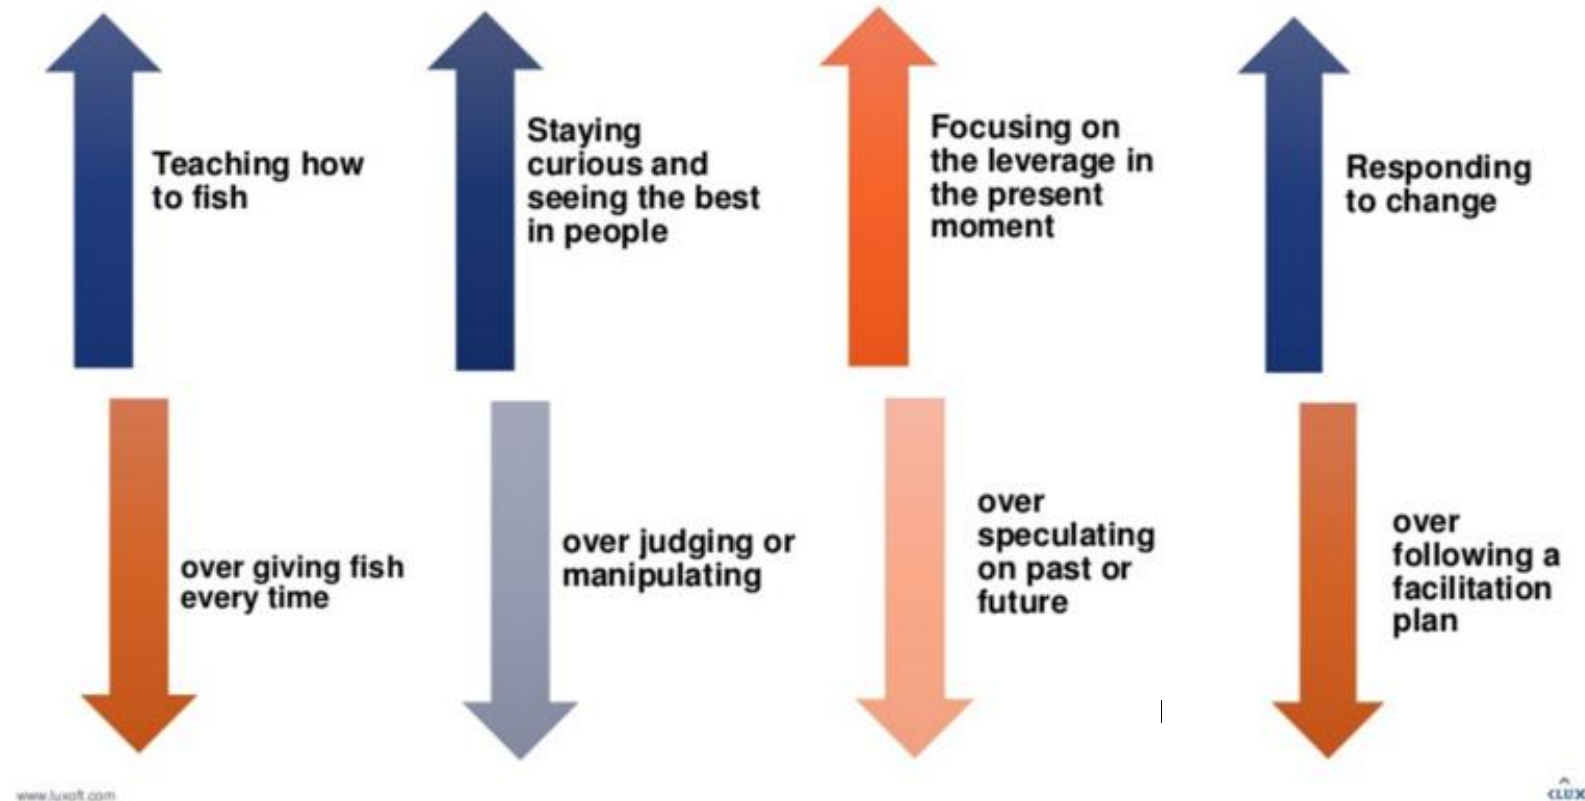 Teaching how
to fish
Staying
curious and
seeing the best
in people
Focusing on
the leverage in
the present
moment
Responding
to change
over giving fish
every time
over judging or
manipulating
over
speculating
on past or
future
over
following a
facilitation
plan
www.luxoft.com
LUX